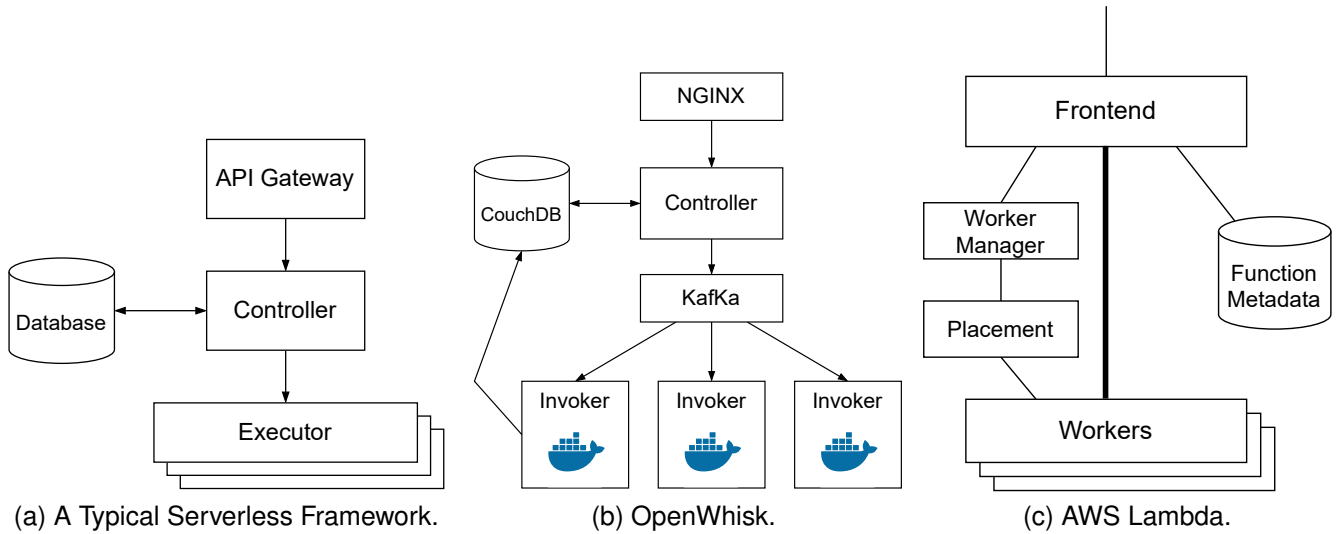 API Gateway
Database
Controller
Executor
(a) A Typical Serverless Framework.
NGINX
CouchDB
Controller
KafKa
Invoker
Invoker
Invoker
(b) OpenWhisk.
Frontend
Worker
Manager
Function
Metadata
Placement
Workers
(c) AWS Lambda.